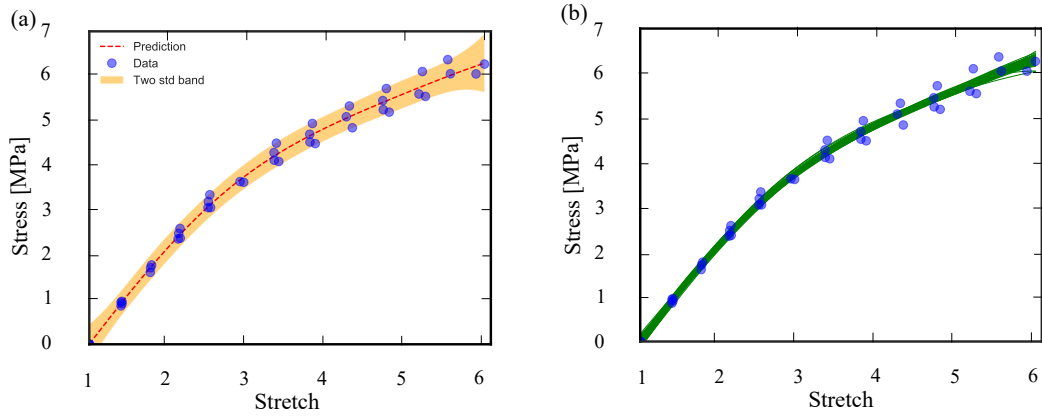 (a)
7
6
5
4
3
2
1
0
Stress [MPa]
Prediction
Data
Two std band
1 2 3 4 5 6
Stretch
(b)
7
6
5
4
3
2
1
0
Stress [MPa]
1 2 3 4 5 6
Stretch